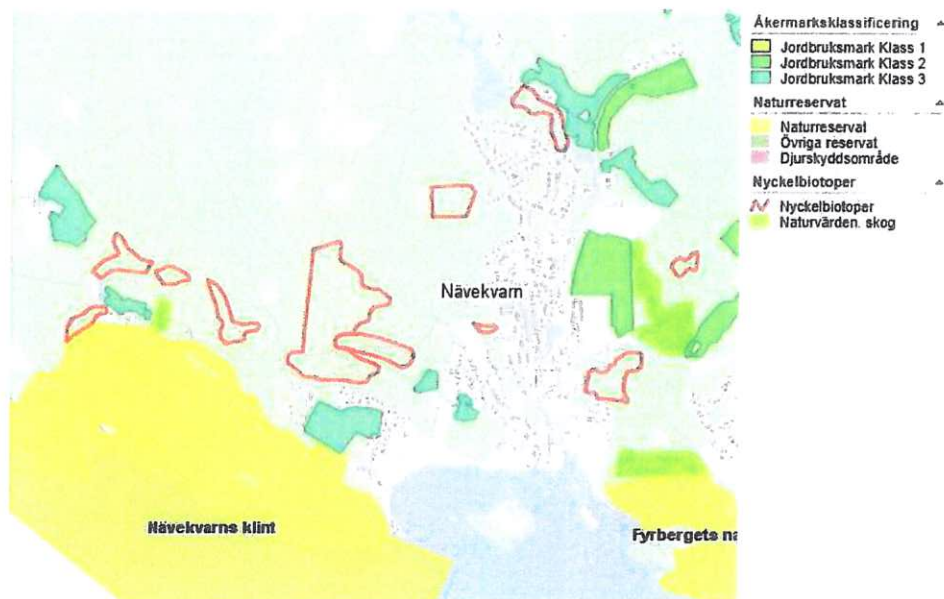 Åkermarksklassificering
Jordbruksmark Klass 1
Jordbruksmark Klass 2
Jordbruksmark Klass 3
Naturreservat
Naturreservat
Övriga reservat
Djurskyddsområde
Nyckelbiotoper
Nyckelbiotoper
Naturvärden, skog
Nävekvarn
Nävekvarns klint
Fyrbergets na